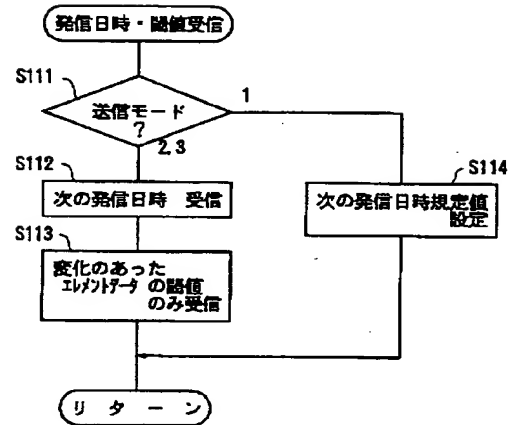 発信日時・閾値受信
S111
送信モード
?
1
2,3
S112
次の発信日時 受信
S114
次の発信日時規定値
設定
S113
変化のあった
エレメントデータ の閾値
のみ受信
リターン